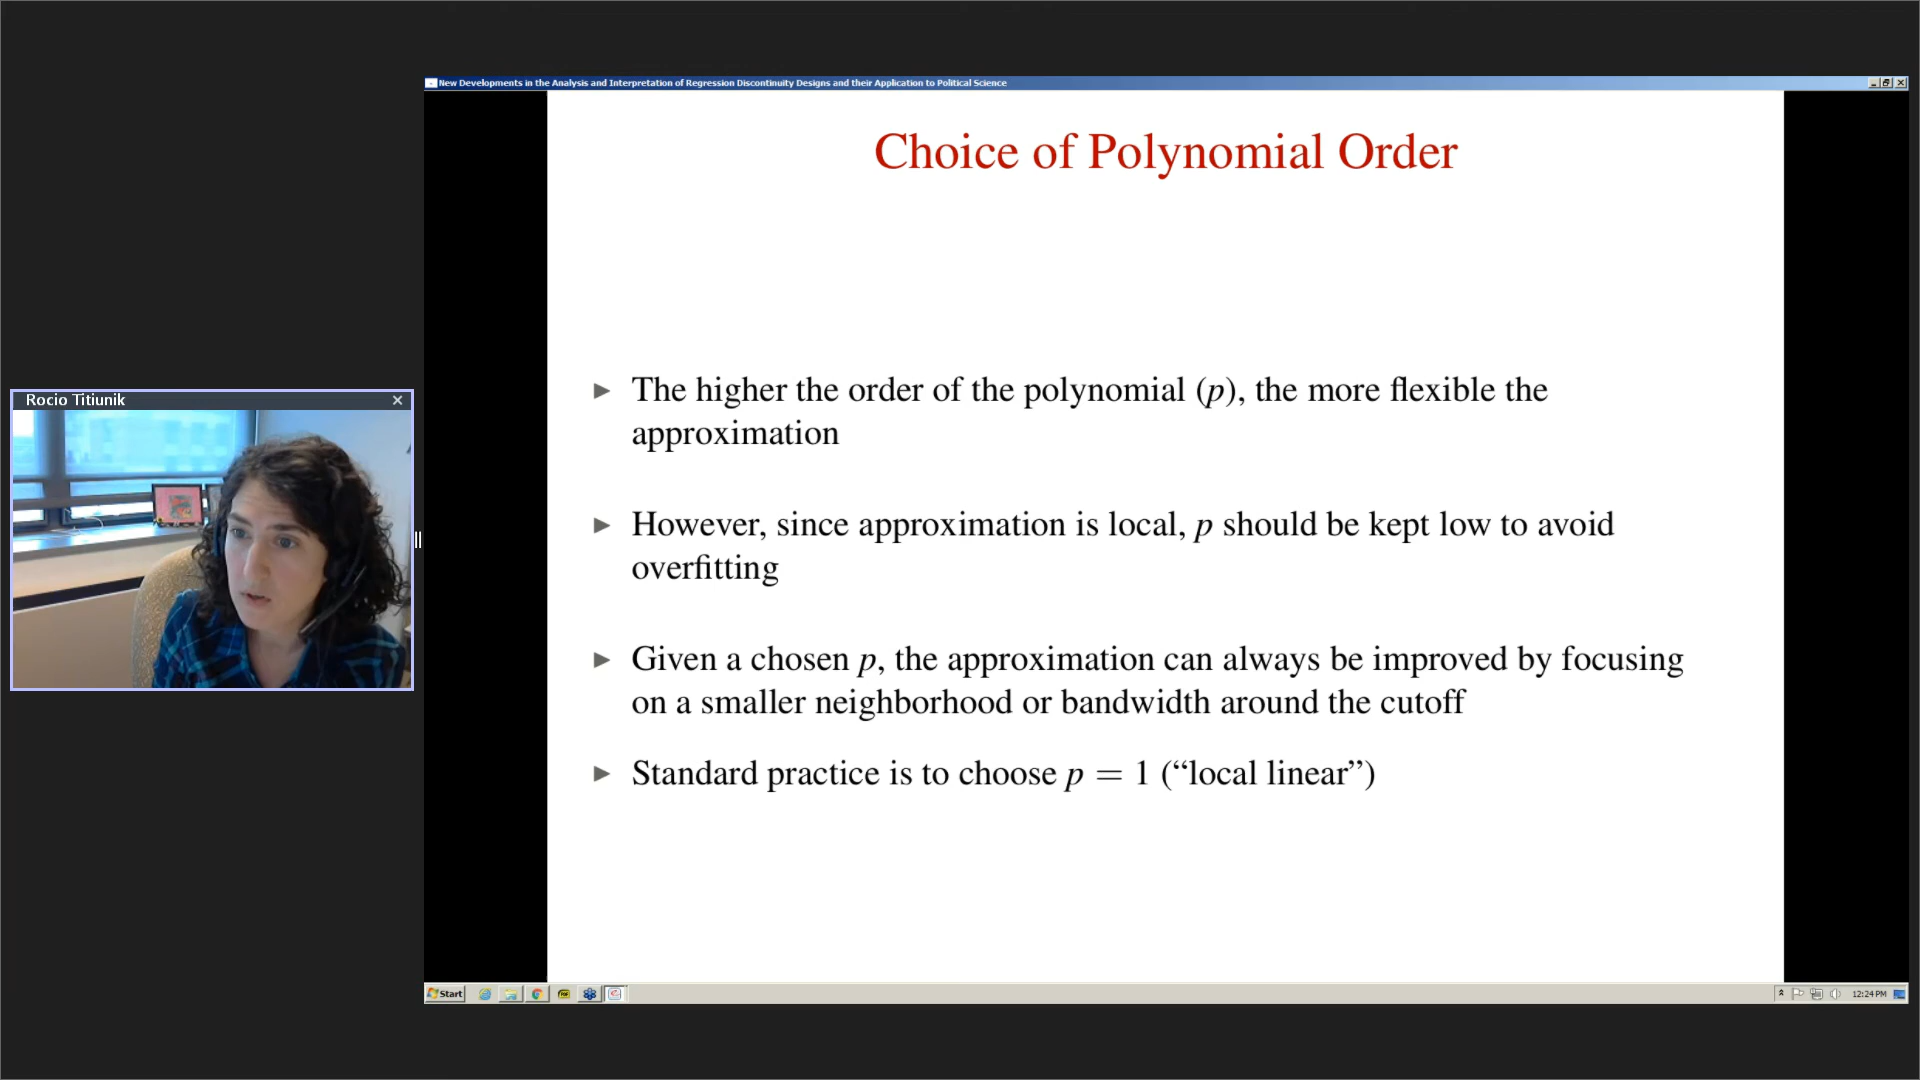 New Developments in the Analysis and Interpretation of Regression Discontinuity Designs and their Application to Political Science
Choice of Polynomial Order
▶ The higher the order of the polynomial (p), the more flexible the
approximation
▶ However, since approximation is local, p should be kept low to avoid
overfitting
▶ Given a chosen p, the approximation can always be improved by focusing
on a smaller neighborhood or bandwidth around the cutoff
▶ Standard practice is to choose p = 1 (“local linear”)
Rocio Titiunik
Start
12:24 PM